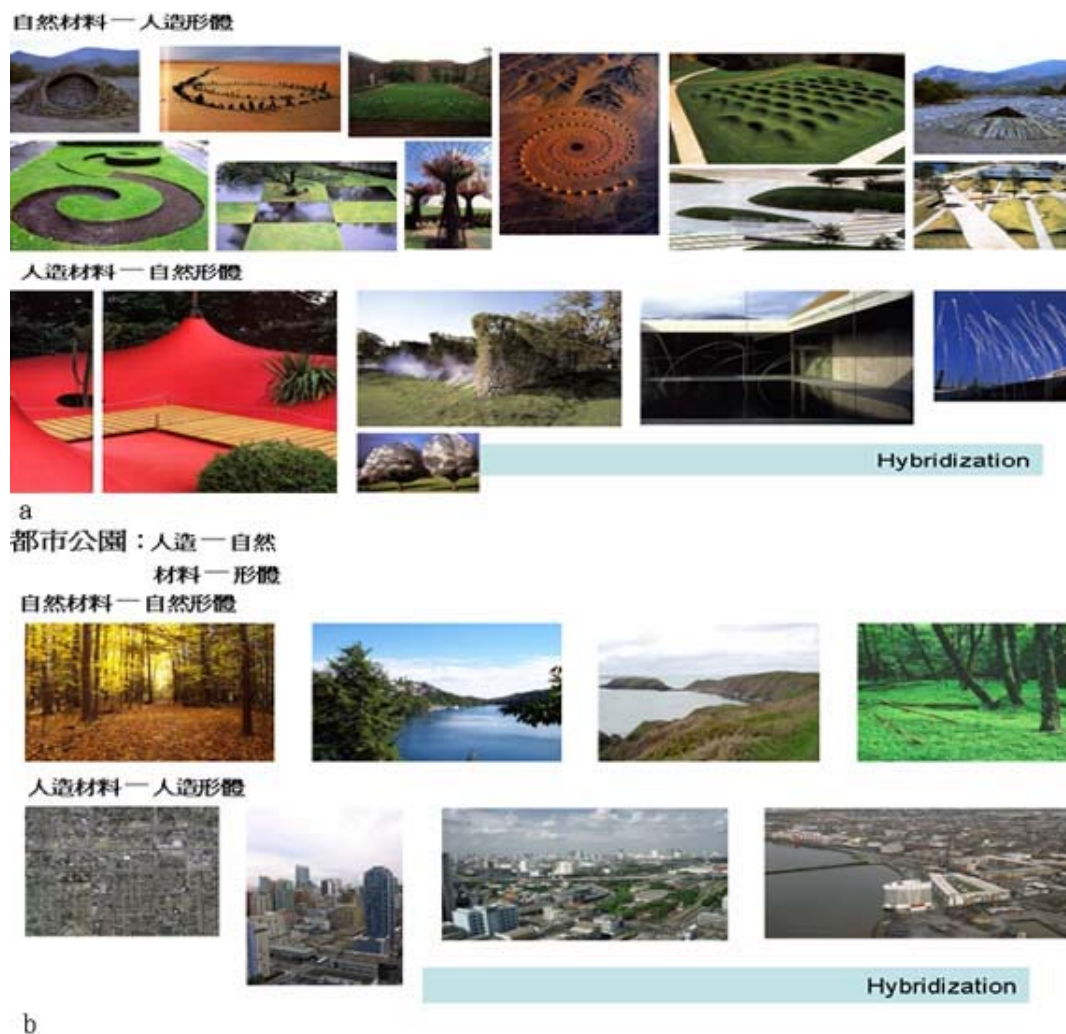 自然材料─人造形體
人造材料─自然形體
Hybridization
a
都市公園：人造─自然
材料─形體
自然材料─自然形體
人造材料─人造形體
Hybridization
b